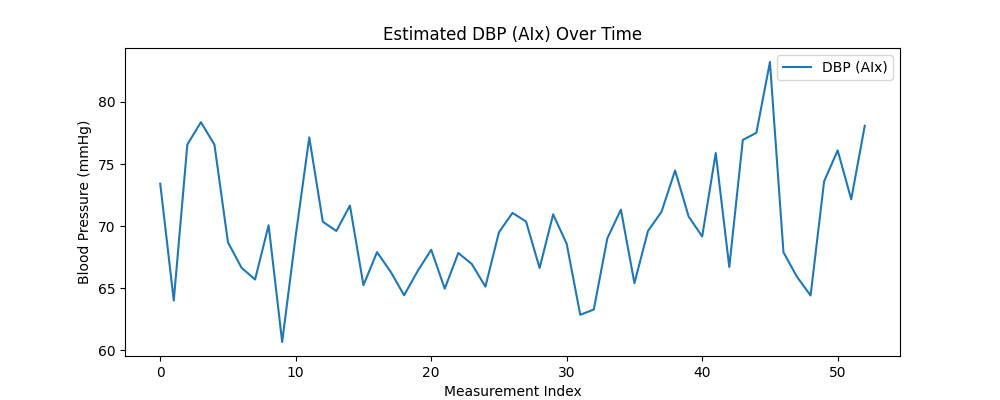 Estimated DBP (AIx) Over Time
DBP (AIx)
Blood Pressure (mmHg)
80
75
70
65
60
0 10 20 30 40 50
Measurement Index